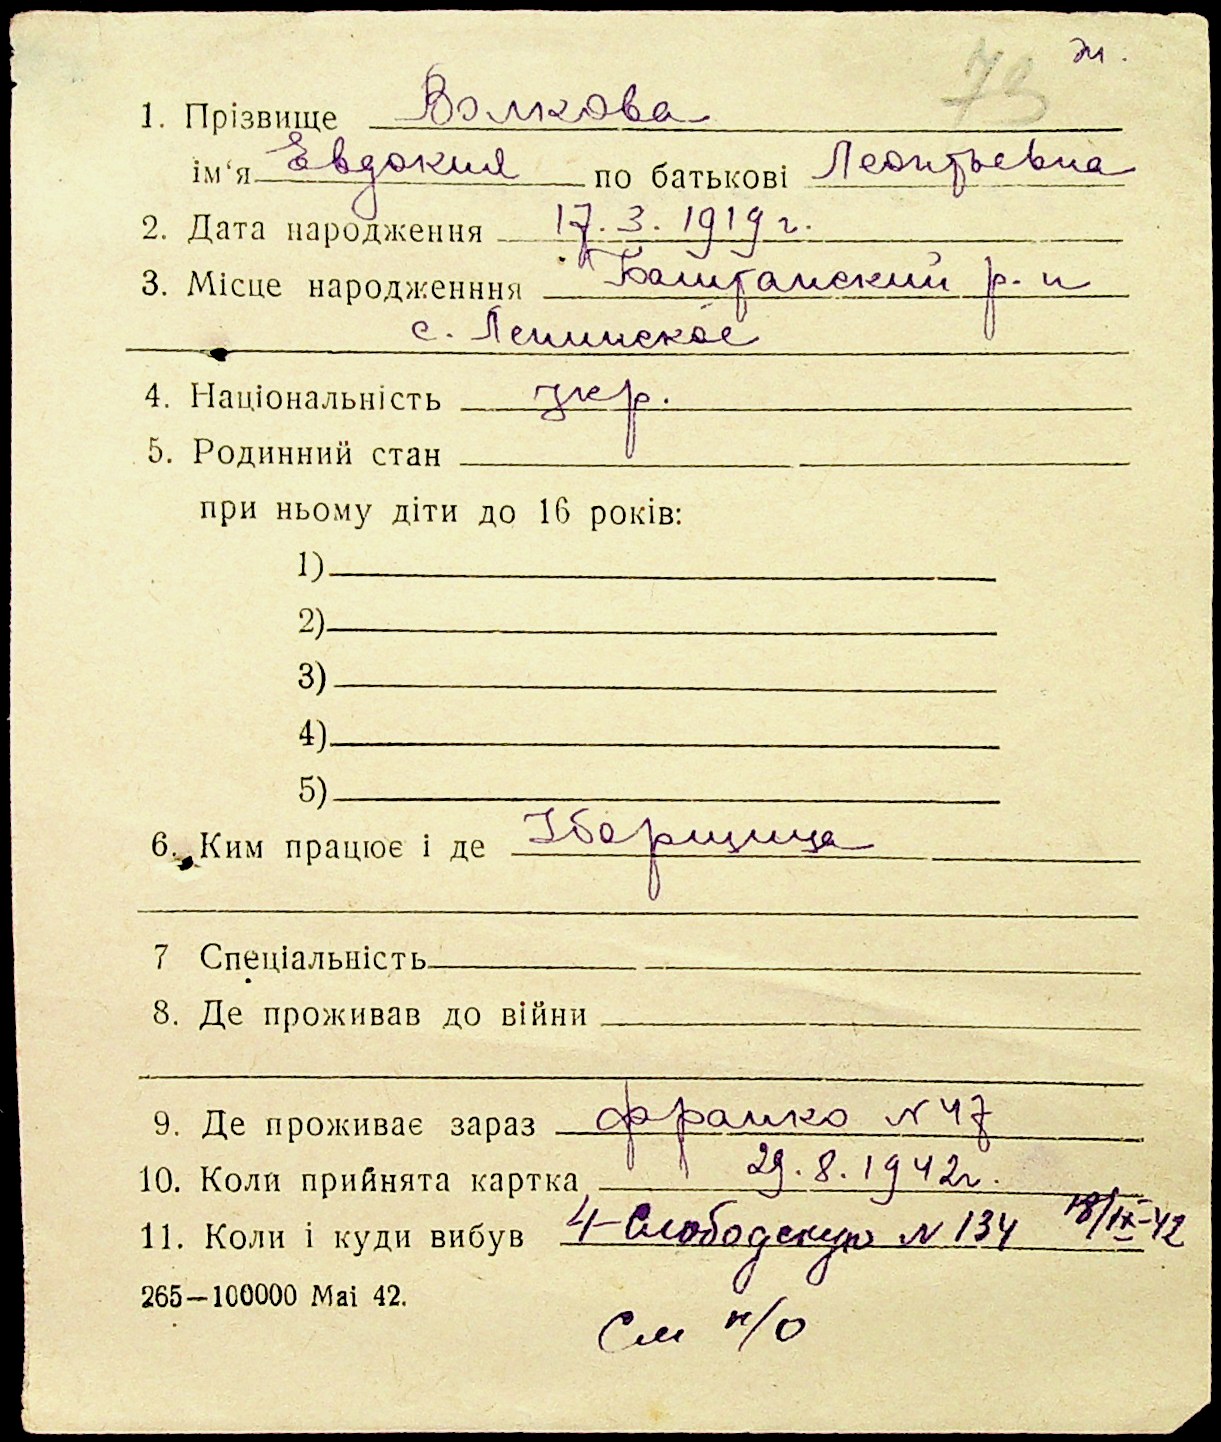 73 ж.
1. Прізвище Волкова
ім'я Евдокия по батькові Леонтьевна
2. Дата народження 17.3.1919 г.
3. Місце народженння Баштанский р-н
с. Ленинское
4. Національність укр.
5. Родинний стан
при ньому діти до 16 років:
1)
2)
3)
4)
5)
6. Ким працює і де Уборщица
7 Спеціальність
8. Де проживав до війни
9. Де проживає зараз Франко N 47
10. Коли прийнята картка 29.8.1942 г.
11. Коли і куди вибув 4-Слободскую N 134 18/IX-42
265—100000 Mai 42.
См н/о